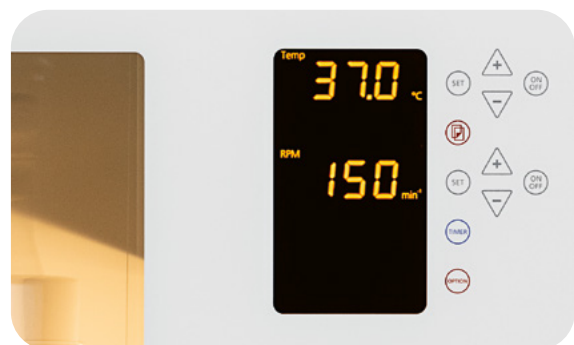 Temp
37.0 °C
RPM
150 min⁻¹
SET
+
−
ON
OFF
SET
+
−
ON
OFF
TIMER
OPTION